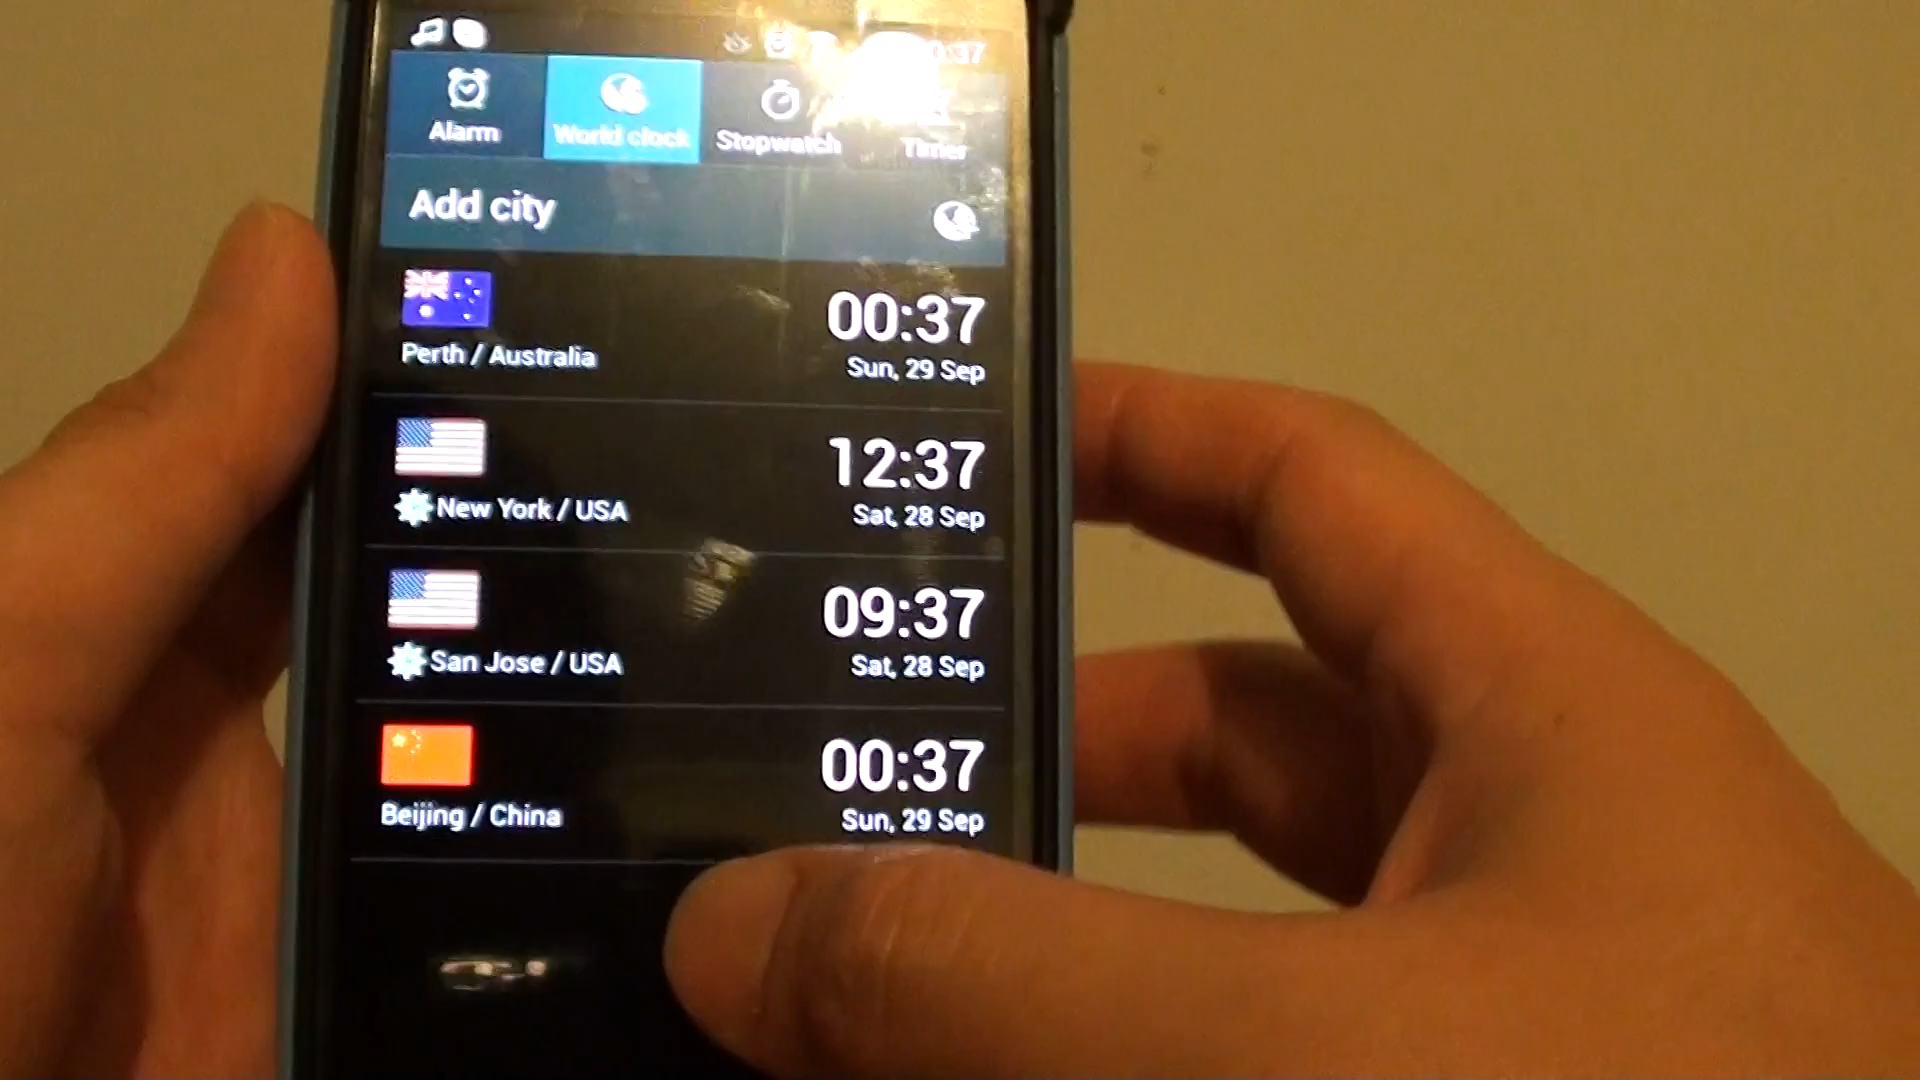 Alarm
World clock
Stopwatch
Timer
Add city
00:37
Perth / Australia
Sun, 29 Sep
12:37
New York / USA
Sat, 28 Sep
09:37
San Jose / USA
Sat, 28 Sep
00:37
Beijing / China
Sun, 29 Sep